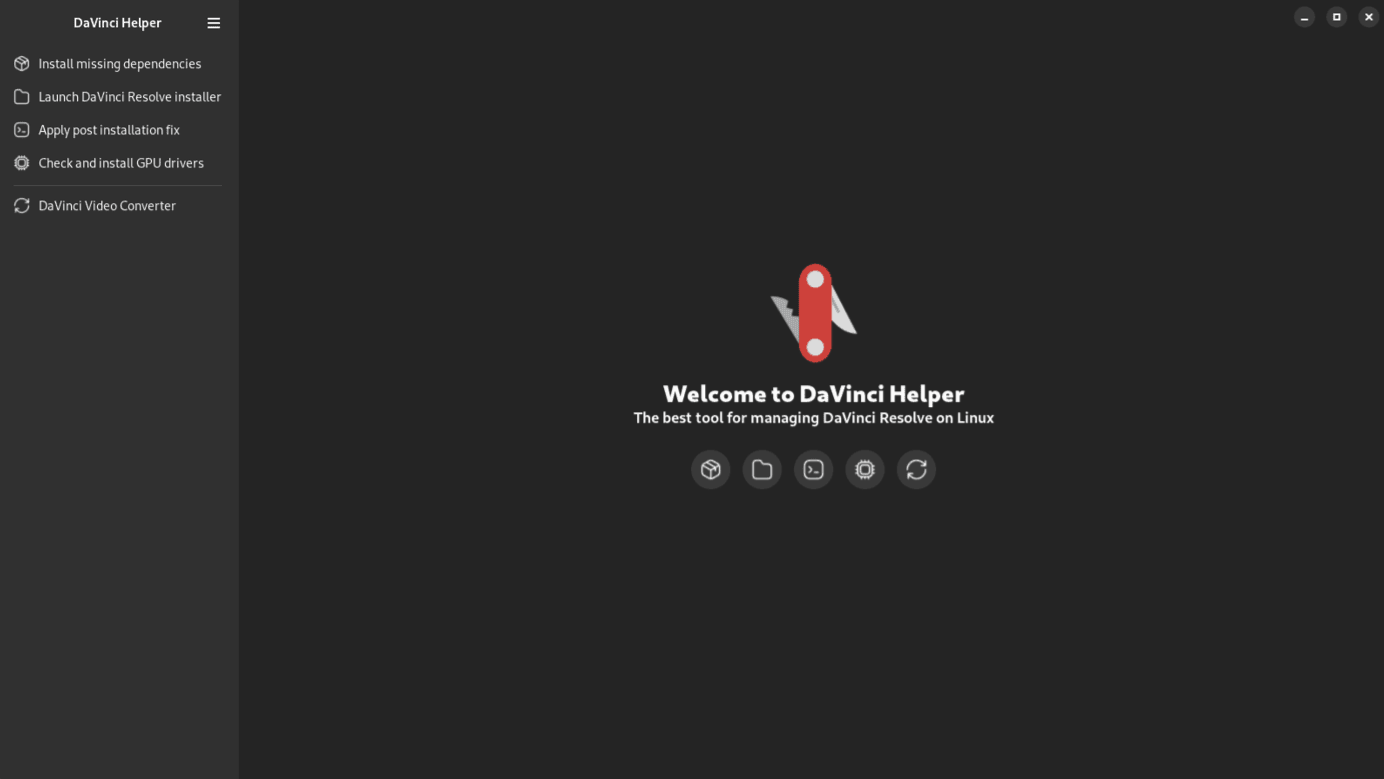 DaVinci Helper
Install missing dependencies
Launch DaVinci Resolve installer
Apply post installation fix
Check and install GPU drivers
DaVinci Video Converter
Welcome to DaVinci Helper
The best tool for managing DaVinci Resolve on Linux